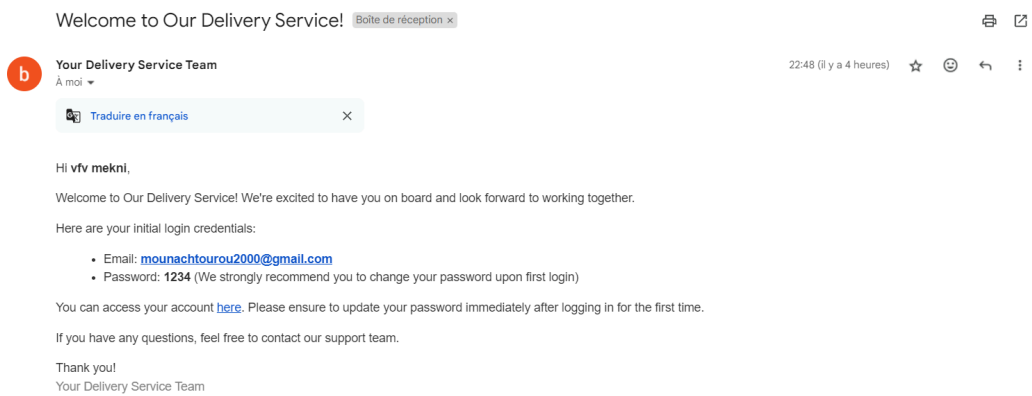 Welcome to Our Delivery Service! Boîte de réception ×
b
Your Delivery Service Team 22:48 (il y a 4 heures)
À moi
Traduire en français
Hi vfv mekni,
Welcome to Our Delivery Service! We're excited to have you on board and look forward to working together.
Here are your initial login credentials:
• Email: mounachtourou2000@gmail.com
• Password: 1234 (We strongly recommend you to change your password upon first login)
You can access your account here. Please ensure to update your password immediately after logging in for the first time.
If you have any questions, feel free to contact our support team.
Thank you!
Your Delivery Service Team